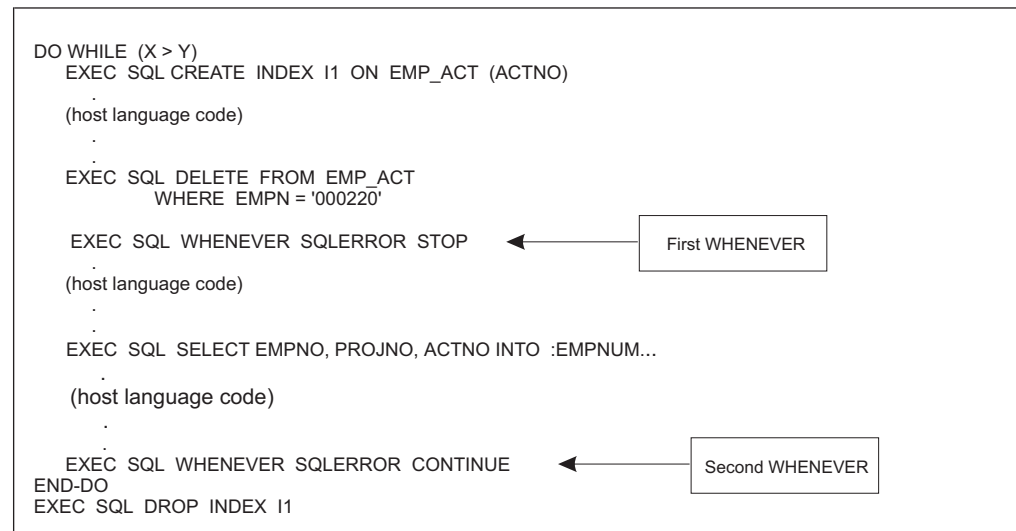 DO WHILE (X > Y)
EXEC SQL CREATE INDEX I1 ON EMP_ACT (ACTNO)
.
(host language code)
.
.
EXEC SQL DELETE FROM EMP_ACT
WHERE EMPN = '000220'
EXEC SQL WHENEVER SQLERROR STOP
First WHENEVER
.
(host language code)
.
.
EXEC SQL SELECT EMPNO, PROJNO, ACTNO INTO :EMPNUM...
.
(host language code)
.
.
EXEC SQL WHENEVER SQLERROR CONTINUE
Second WHENEVER
END-DO
EXEC SQL DROP INDEX I1